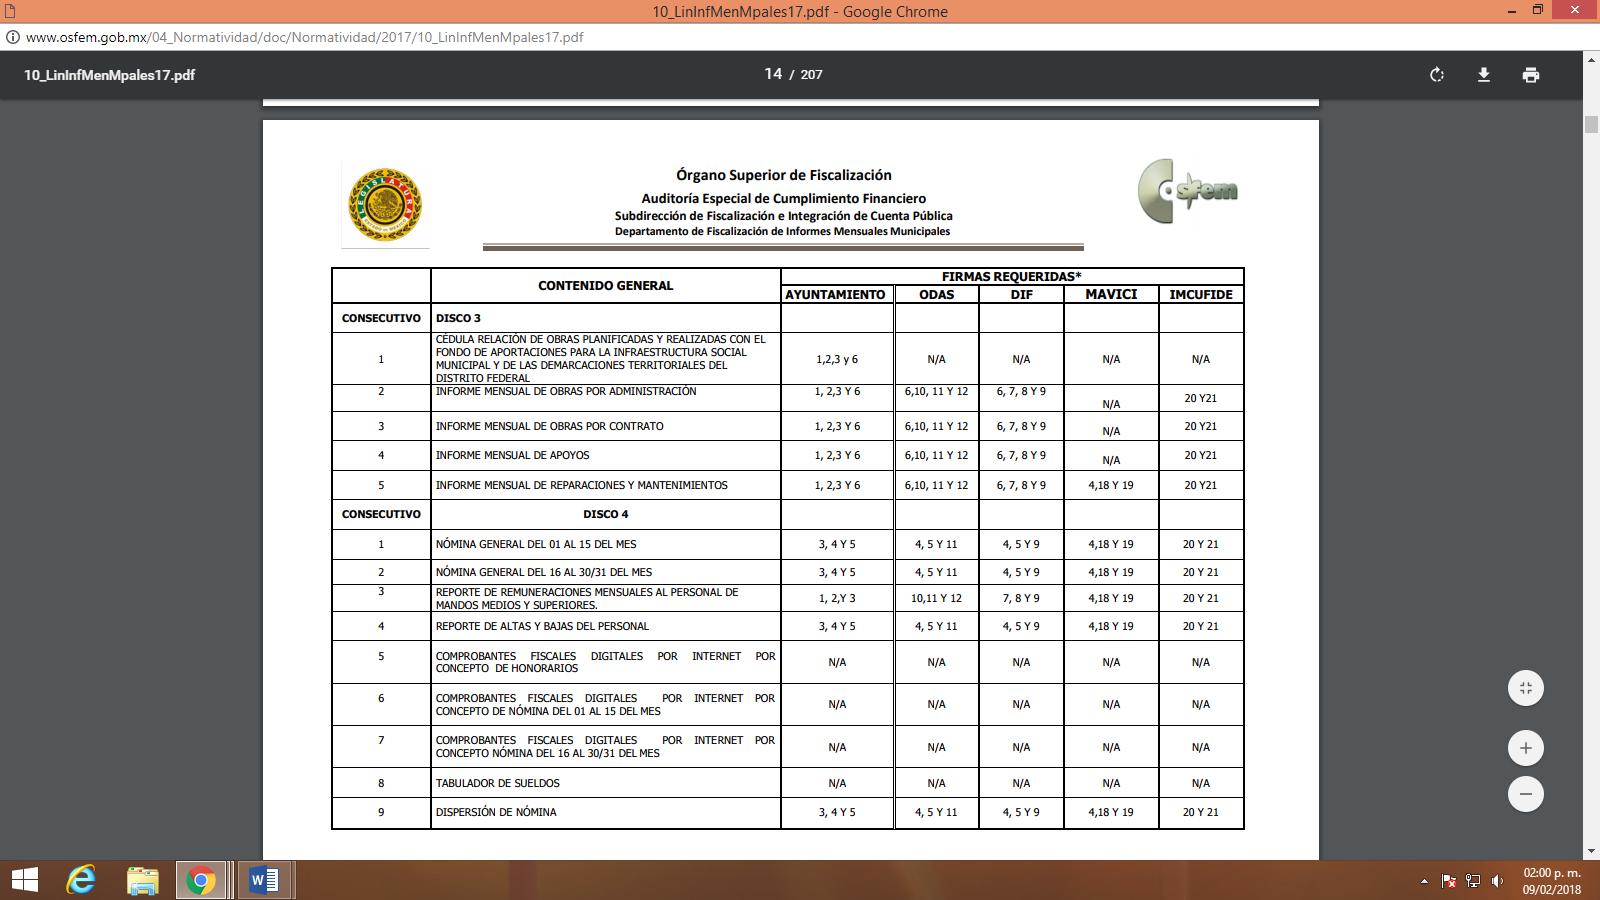 10_LinInfMenMpales17.pdf - Google Chrome
www.osfem.gob.mx/04_Normatividad/doc/Normatividad/2017/10_LinInfMenMpales17.pdf
10_LinInfMenMpales17.pdf 14 / 207
Órgano Superior de Fiscalización
Auditoría Especial de Cumplimiento Financiero
Subdirección de Fiscalización e Integración de Cuenta Pública
Departamento de Fiscalización de Informes Mensuales Municipales
LEGISLATURA
osfem
CONTENIDO GENERAL FIRMAS REQUERIDAS*
AYUNTAMIENTO ODAS DIF MAVICI IMCUFIDE
CONSECUTIVO DISCO 3
1 CÉDULA RELACIÓN DE OBRAS PLANIFICADAS Y REALIZADAS CON EL
FONDO DE APORTACIONES PARA LA INFRAESTRUCTURA SOCIAL
MUNICIPAL Y DE LAS DEMARCACIONES TERRITORIALES DEL
DISTRITO FEDERAL
1,2,3 y 6 N/A N/A N/A N/A
2 INFORME MENSUAL DE OBRAS POR ADMINISTRACIÓN 1, 2,3 Y 6 6,10, 11 Y 12 6, 7, 8 Y 9 N/A 20 Y21
3 INFORME MENSUAL DE OBRAS POR CONTRATO 1, 2,3 Y 6 6,10, 11 Y 12 6, 7, 8 Y 9 N/A 20 Y21
4 INFORME MENSUAL DE APOYOS 1, 2,3 Y 6 6,10, 11 Y 12 6, 7, 8 Y 9 N/A 20 Y21
5 INFORME MENSUAL DE REPARACIONES Y MANTENIMIENTOS 1, 2,3 Y 6 6,10, 11 Y 12 6, 7, 8 Y 9 4,18 Y 19 20 Y21
CONSECUTIVO DISCO 4
1 NÓMINA GENERAL DEL 01 AL 15 DEL MES 3, 4 Y 5 4, 5 Y 11 4, 5 Y 9 4,18 Y 19 20 Y 21
2 NÓMINA GENERAL DEL 16 AL 30/31 DEL MES 3, 4 Y 5 4, 5 Y 11 4, 5 Y 9 4,18 Y 19 20 Y 21
3 REPORTE DE REMUNERACIONES MENSUALES AL PERSONAL DE
MANDOS MEDIOS Y SUPERIORES.
1, 2,Y 3 10,11 Y 12 7, 8 Y 9 4,18 Y 19 20 Y 21
4 REPORTE DE ALTAS Y BAJAS DEL PERSONAL 3, 4 Y 5 4, 5 Y 11 4, 5 Y 9 4,18 Y 19 20 Y 21
5 COMPROBANTES FISCALES DIGITALES POR INTERNET POR
CONCEPTO DE HONORARIOS
N/A N/A N/A N/A N/A
6 COMPROBANTES FISCALES DIGITALES POR INTERNET POR
CONCEPTO DE NÓMINA DEL 01 AL 15 DEL MES
N/A N/A N/A N/A N/A
7 COMPROBANTES FISCALES DIGITALES POR INTERNET POR
CONCEPTO NÓMINA DEL 16 AL 30/31 DEL MES
N/A N/A N/A N/A N/A
8 TABULADOR DE SUELDOS N/A N/A N/A N/A N/A
9 DISPERSIÓN DE NÓMINA 3, 4 Y 5 4, 5 Y 11 4, 5 Y 9 4,18 Y 19 20 Y 21
02:00 p. m.
09/02/2018